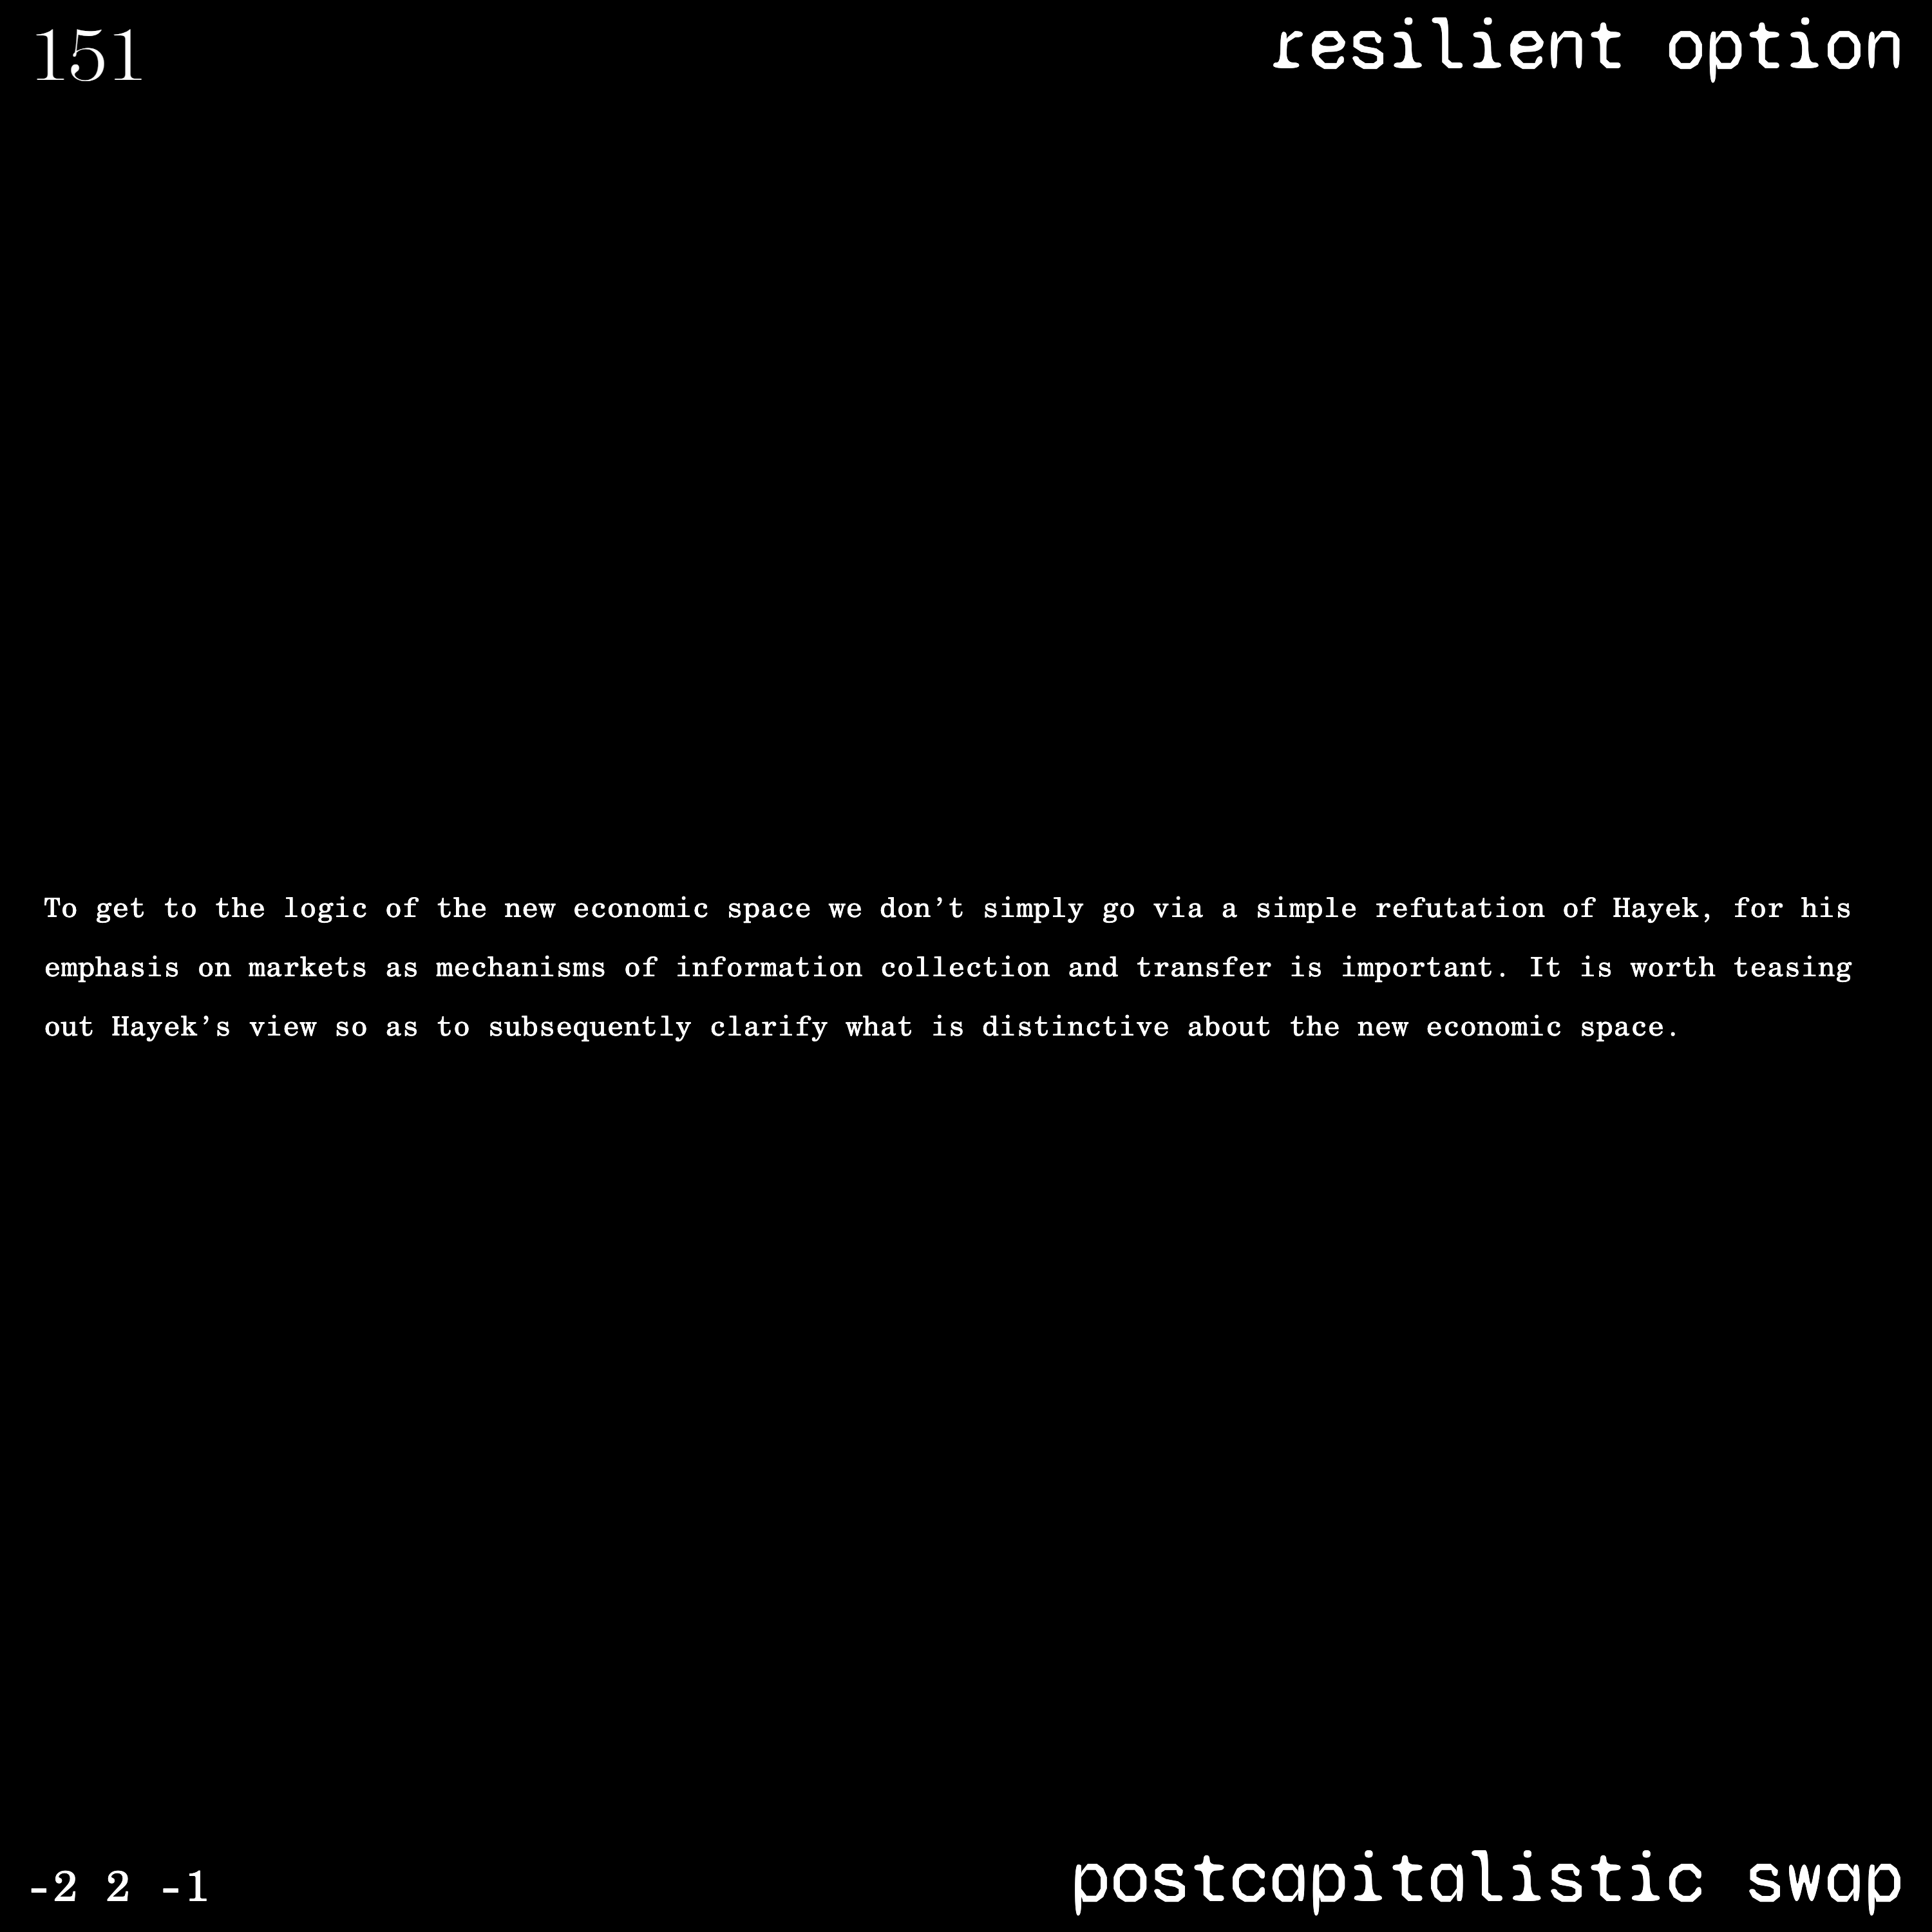 151
resilient option
To get to the logic of the new economic space we don’t simply go via a simple refutation of Hayek, for his
emphasis on markets as mechanisms of information collection and transfer is important. It is worth teasing
out Hayek’s view so as to subsequently clarify what is distinctive about the new economic space.
-2 2 -1
postcapitalistic swap